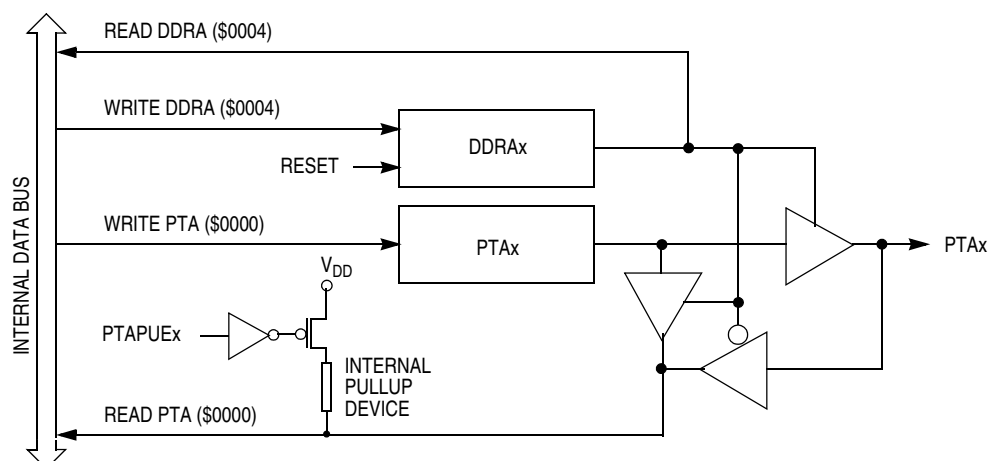 READ DDRA ($0004)
WRITE DDRA ($0004)
DDRAx
RESET
INTERNAL DATA BUS
WRITE PTA ($0000)
PTAx
PTAx
VDD
PTAPUEx
INTERNAL
PULLUP
DEVICE
READ PTA ($0000)